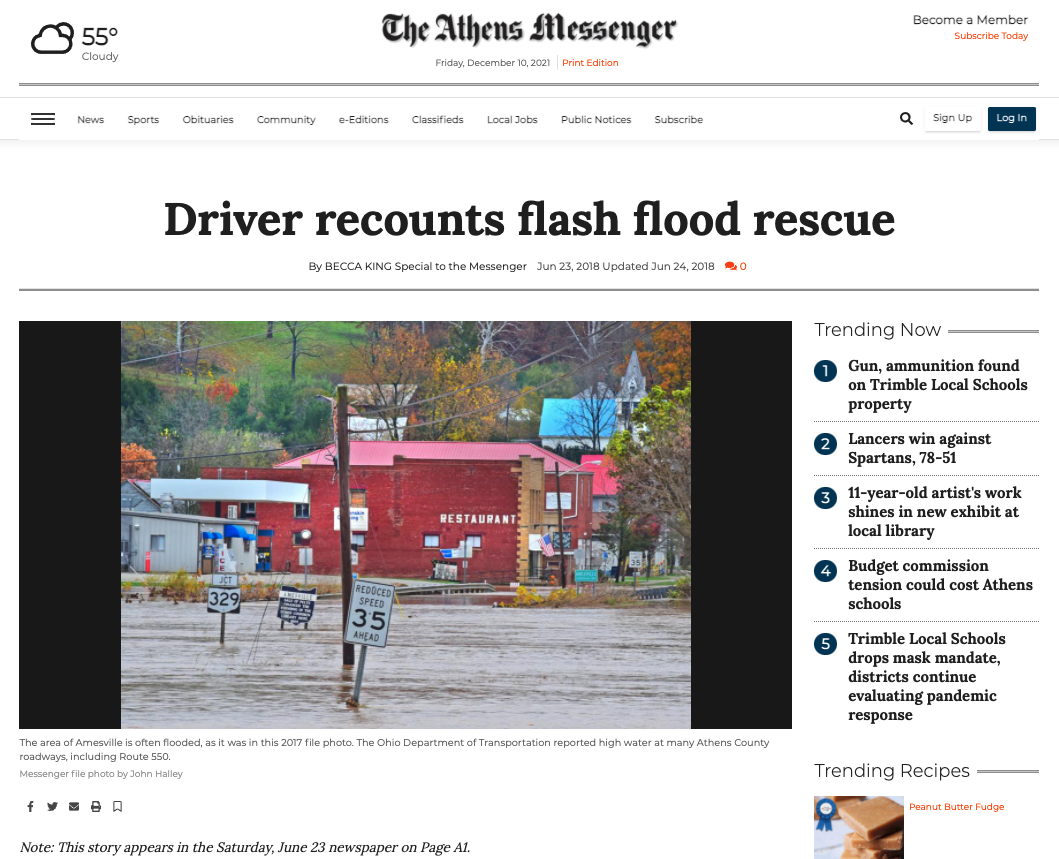 55°
Cloudy
The Athens Messenger
Friday, December 10, 2021
Print Edition
Become a Member
Subscribe Today
News
Sports
Obituaries
Community
e-Editions
Classifieds
Local Jobs
Public Notices
Subscribe
Sign Up
Log In
Driver recounts flash flood rescue
By BECCA KING Special to the Messenger
Jun 23, 2018 Updated Jun 24, 2018
0
RESTAURANT
ICE
JCT
329
AMESVILLE
REDUCED
SPEED
35
AHEAD
35
The area of Amesville is often flooded, as it was in this 2017 file photo. The Ohio Department of Transportation reported high water at many Athens County
roadways, including Route 550.
Messenger file photo by John Halley
Note: This story appears in the Saturday, June 23 newspaper on Page A1.
Trending Now
1
Gun, ammunition found
on Trimble Local Schools
property
2
Lancers win against
Spartans, 78-51
3
11-year-old artist's work
shines in new exhibit at
local library
4
Budget commission
tension could cost Athens
schools
5
Trimble Local Schools
drops mask mandate,
districts continue
evaluating pandemic
response
Trending Recipes
Peanut Butter Fudge